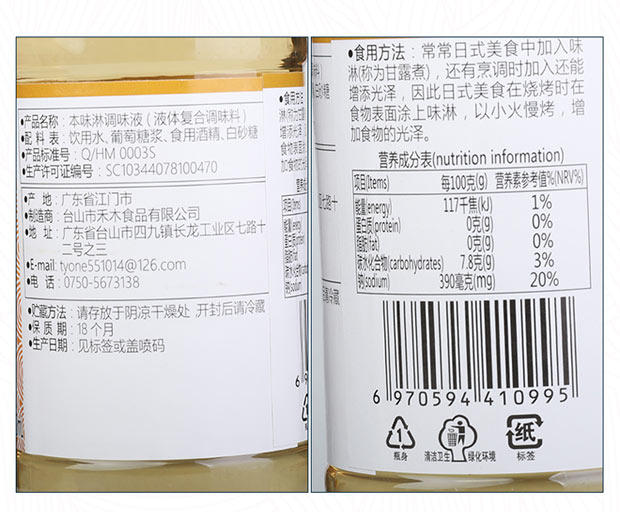 ●产品名称：本味淋调味液（液体复合调味料）
●配 料 表：饮用水、葡萄糖浆、食用酒精、白砂糖
●产品标准号：Q/HM 0003S
●生产许可证编号：SC10344078100470
●产 地：广东省江门市
●制造商：台山市禾木食品有限公司
●地 址：广东省台山市四九镇长龙工业区七路十
二号之三
●E-mail: tyone551014@126.com
●电 话：0750-5673138
●贮藏方法：请存放于阴凉干燥处 ,开封后请冷藏
●保 质 期：18个月
●生产日期：见标签或盖喷码
●食用方法：常常日式美食中加入味
淋(称为甘露煮)，还有烹调时加入还能
增添光泽，因此日式美食在烧烤时在
食物表面涂上味淋，以小火慢烤，增
加食物的光泽。
营养成分表(nutrition information)
项目(Items) 每100克(g) 营养素参考值%(NRV%)
能量(energy) 117千焦(kJ) 1%
蛋白质(protein) 0克(g) 0%
脂肪(fat) 0克(g) 0%
碳水化合物(carbohydrates) 7.8克(g) 3%
钠(sodium) 390毫克(mg) 20%
6 970594 410995
1
瓶身
清洁卫生 绿化环境
纸
标签